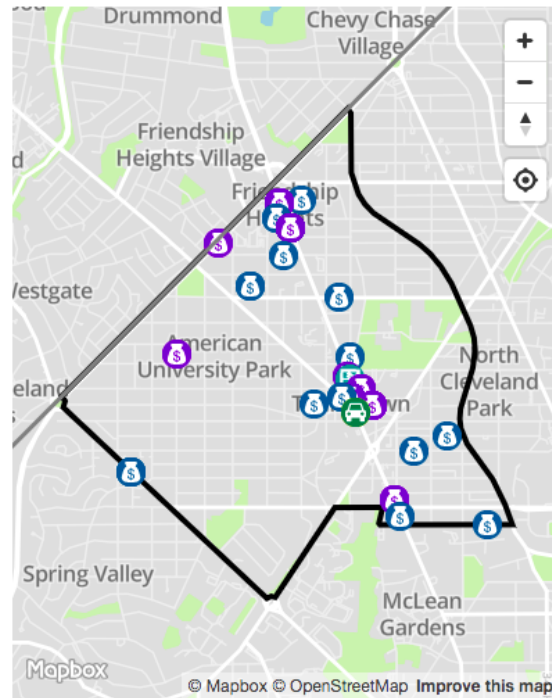 Drummond
Chevy Chase
Village
Friendship
Heights Village
Friendship
Heights
Westgate
American
University Park
North
Cleveland
Park
Spring Valley
McLean
Gardens
Mapbox
© Mapbox © OpenStreetMap Improve this map